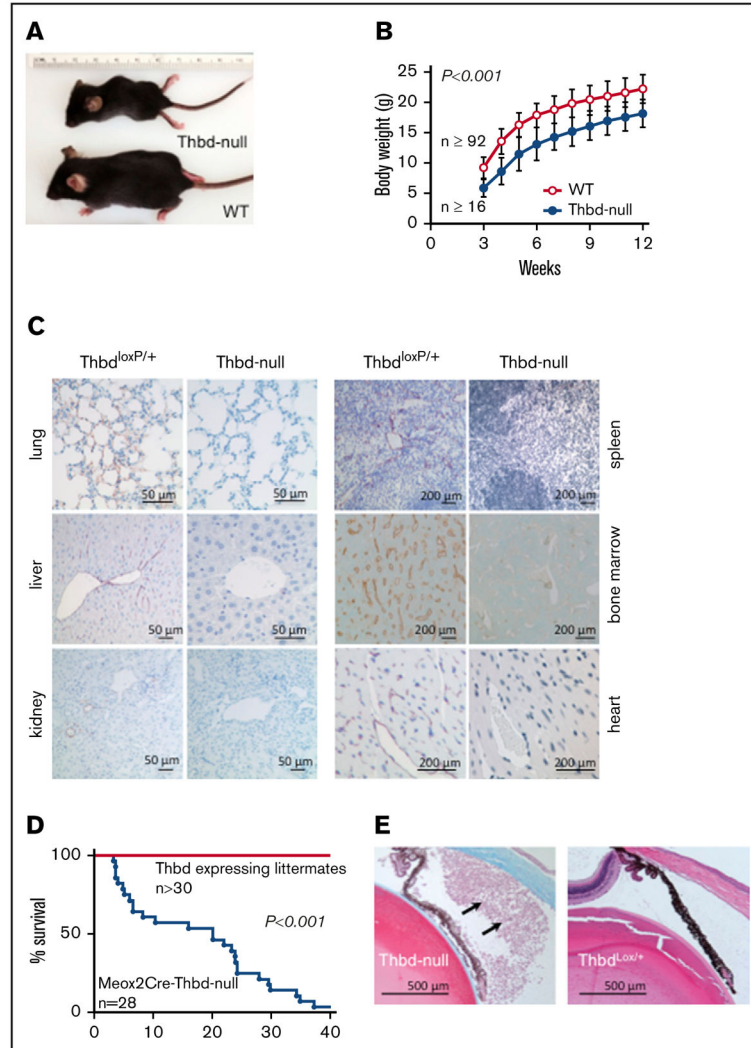 A
Thbd-null
WT
B
Body weight (g)
25
20
15
10
5
0
P<0.001
n ≥ 92
n ≥ 16
WT
Thbd-null
0 3 6 9 12
Weeks
C
Thbd^loxP/+ Thbd-null Thbd^loxP/+ Thbd-null
lung
50 μm
50 μm
200 μm
200 μm
spleen
liver
50 μm
50 μm
200 μm
200 μm
bone marrow
kidney
50 μm
50 μm
200 μm
200 μm
heart
D
% survival
100
50
0
Thbd expressing littermates
n>30
P<0.001
Meox2Cre-Thbd-null
n=28
0 10 20 30 40
E
Thbd-null
500 μm
Thbd^Lox/+
500 μm